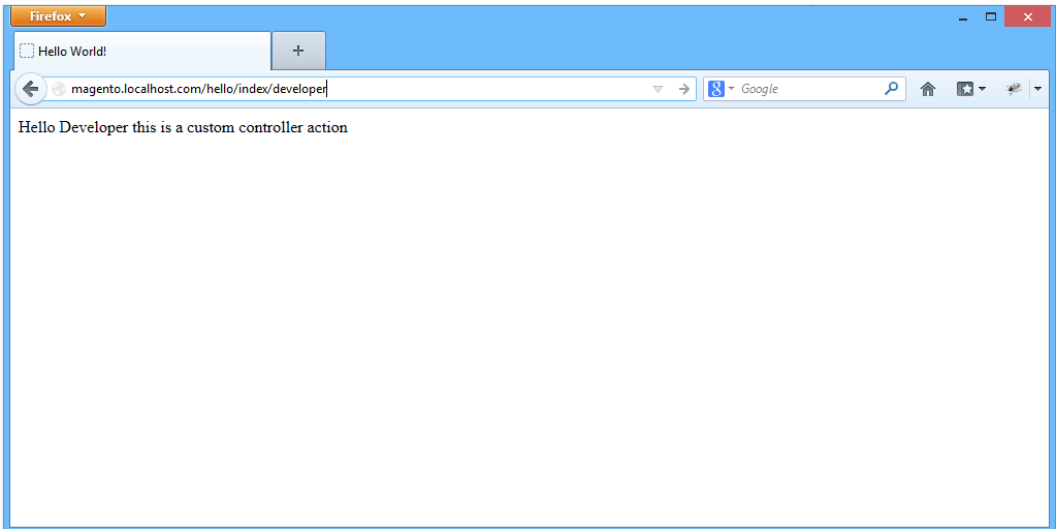 Firefox
Hello World!
magento.localhost.com/hello/index/developer
Google
Hello Developer this is a custom controller action